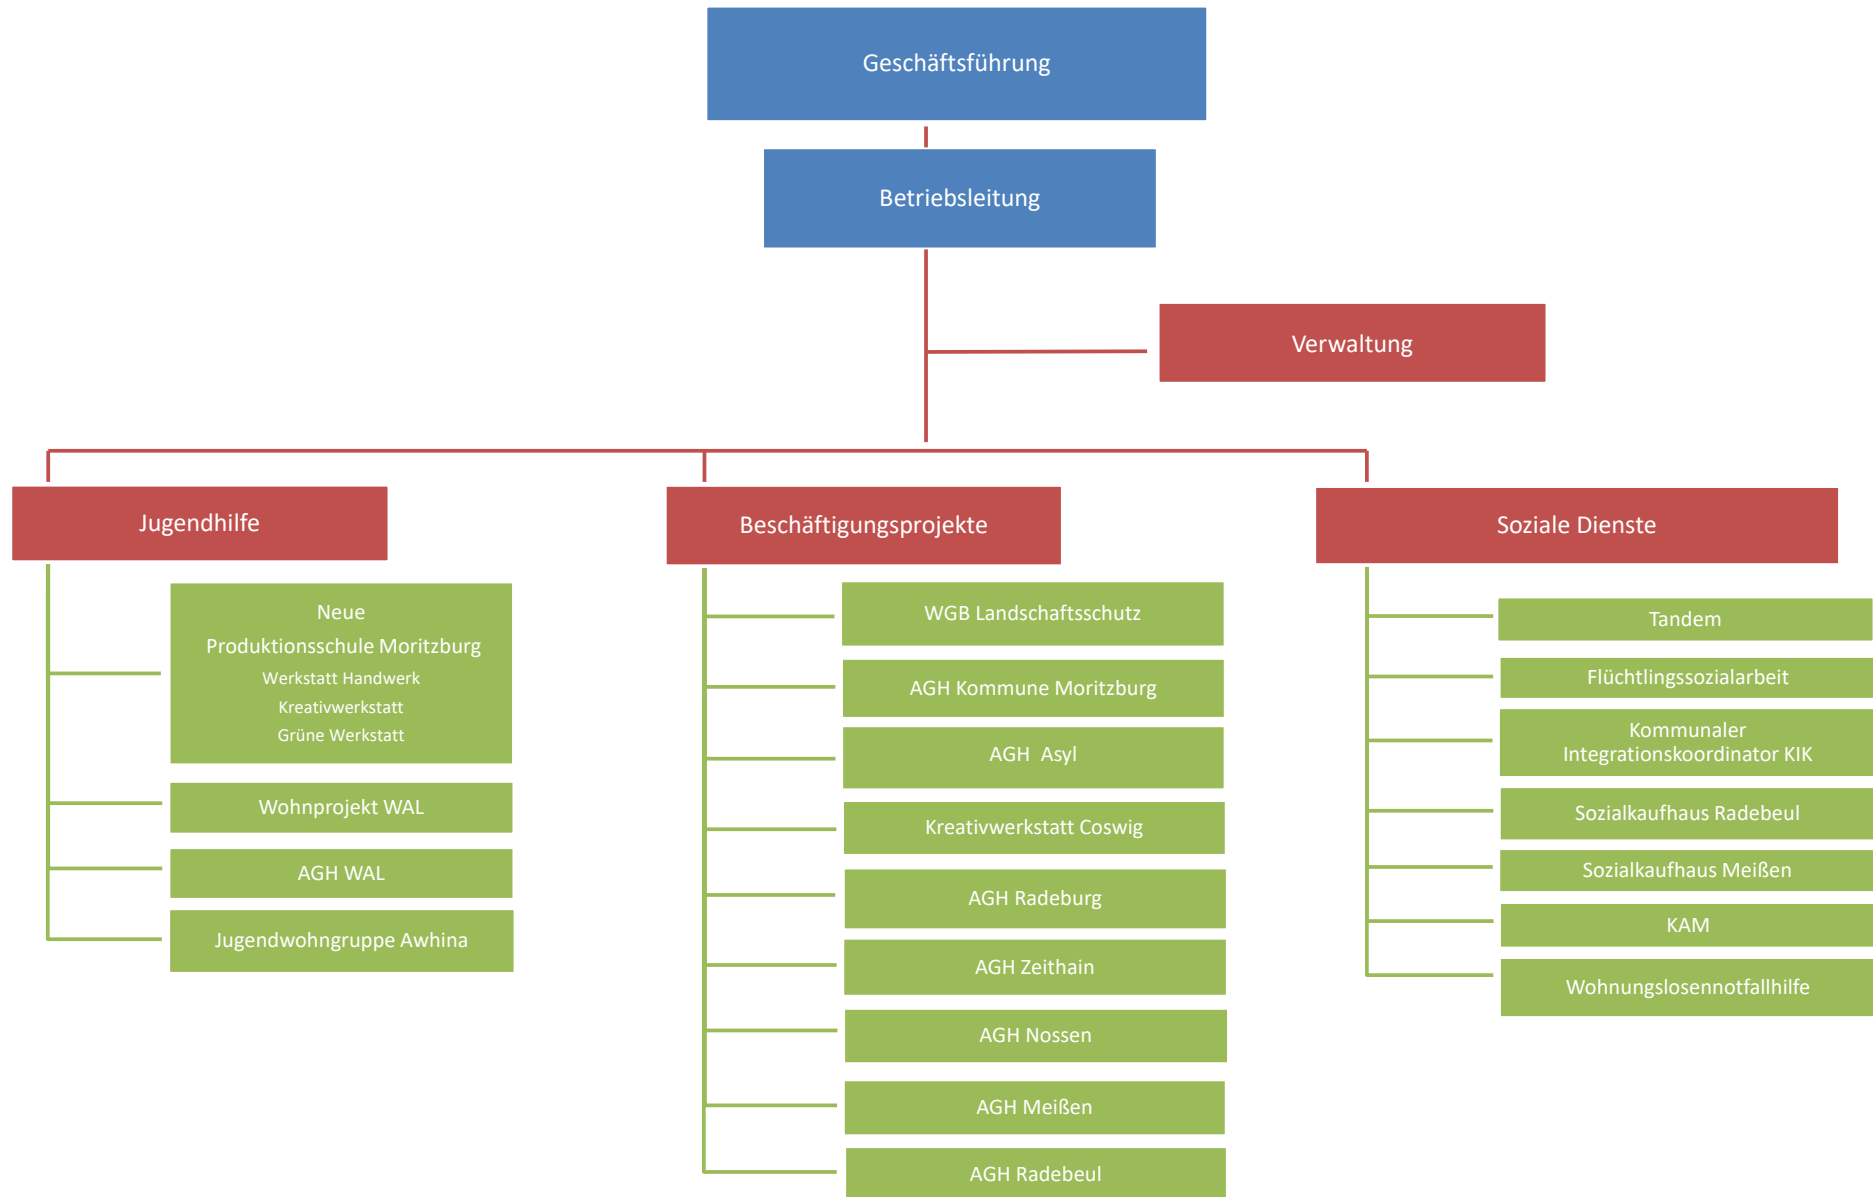 Geschäftsführung
Betriebsleitung
Verwaltung
Jugendhilfe
Neue
Produktionsschule Moritzburg
Werkstatt Handwerk
Kreativwerkstatt
Grüne Werkstatt
Wohnprojekt WAL
AGH WAL
Jugendwohngruppe Awhina
Beschäftigungsprojekte
WGB Landschaftsschutz
AGH Kommune Moritzburg
AGH Asyl
Kreativwerkstatt Coswig
AGH Radeburg
AGH Zeithain
AGH Nossen
AGH Meißen
AGH Radebeul
Soziale Dienste
Tandem
Flüchtlingssozialarbeit
Kommunaler
Integrationskoordinator KIK
Sozialkaufhaus Radebeul
Sozialkaufhaus Meißen
KAM
Wohnungslosennotfallhilfe